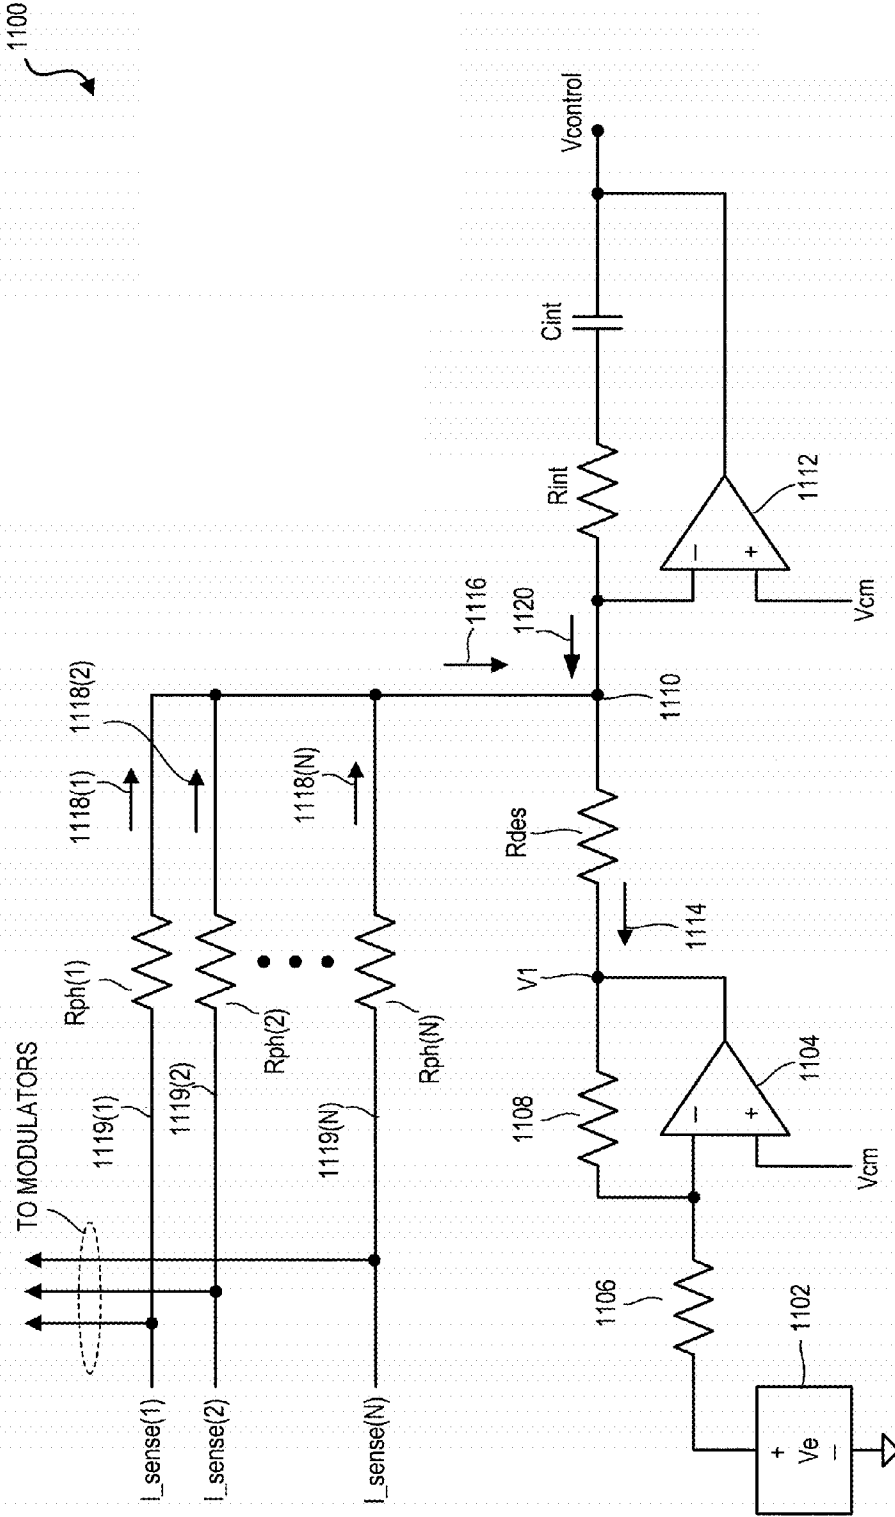 1100
TO MODULATORS
I_sense(1)
1119(1)
Rph(1)
1118(1)
I_sense(2)
1119(2)
Rph(2)
1118(2)
I_sense(N)
1119(N)
Rph(N)
1118(N)
1116
1120
1110
Rdes
1114
V1
1108
1106
1104
−
+
Vcm
1102
+
Ve
−
Rint
Cint
Vcontrol
1112
−
+
Vcm